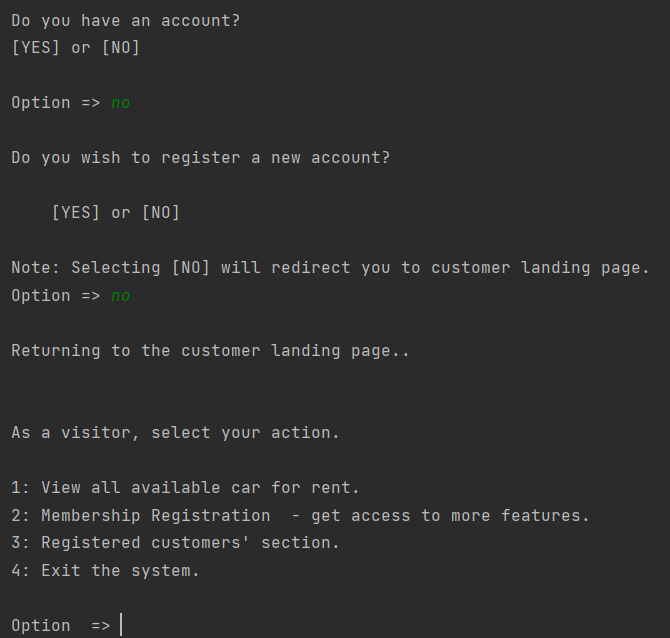 Do you have an account?
[YES] or [NO]
Option => no
Do you wish to register a new account?
[YES] or [NO]
Note: Selecting [NO] will redirect you to customer landing page.
Option => no
Returning to the customer landing page..
As a visitor, select your action.
1: View all available car for rent.
2: Membership Registration  - get access to more features.
3: Registered customers' section.
4: Exit the system.
Option  =>